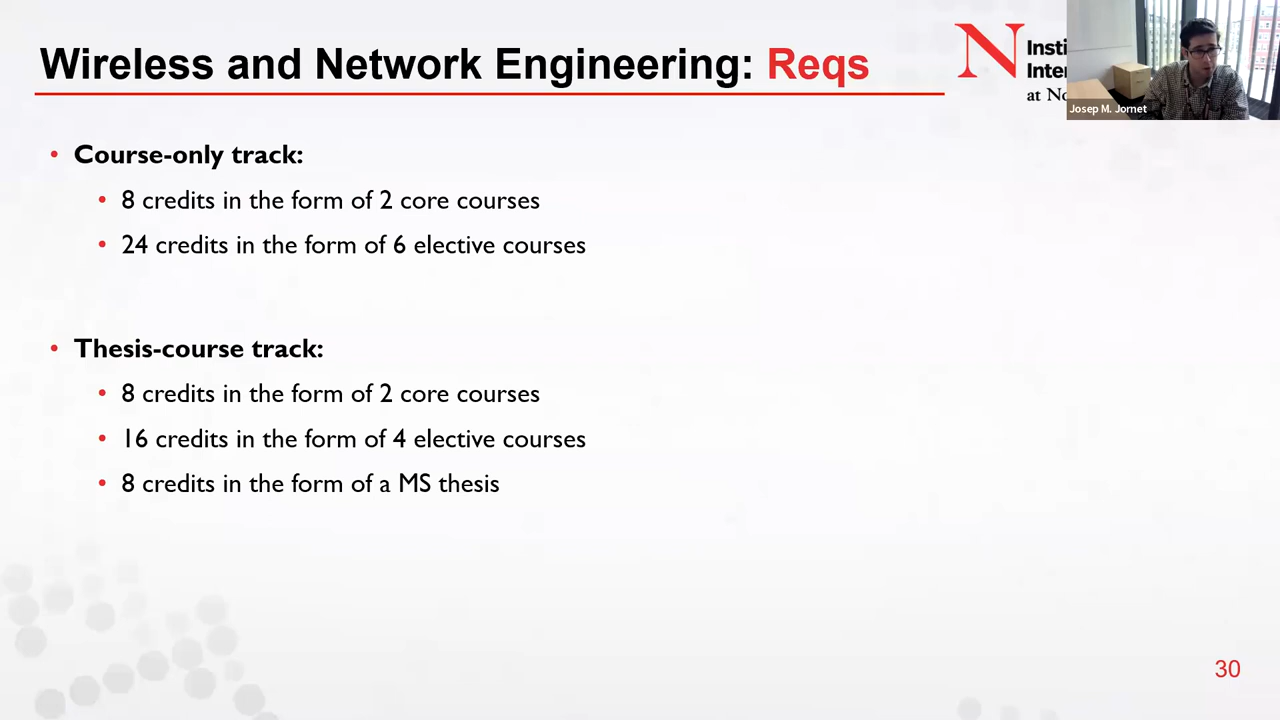 Wireless and Network Engineering: Reqs
N
at
Josep M. Jornet
• Course-only track:
• 8 credits in the form of 2 core courses
• 24 credits in the form of 6 elective courses
• Thesis-course track:
• 8 credits in the form of 2 core courses
• 16 credits in the form of 4 elective courses
• 8 credits in the form of a MS thesis
30